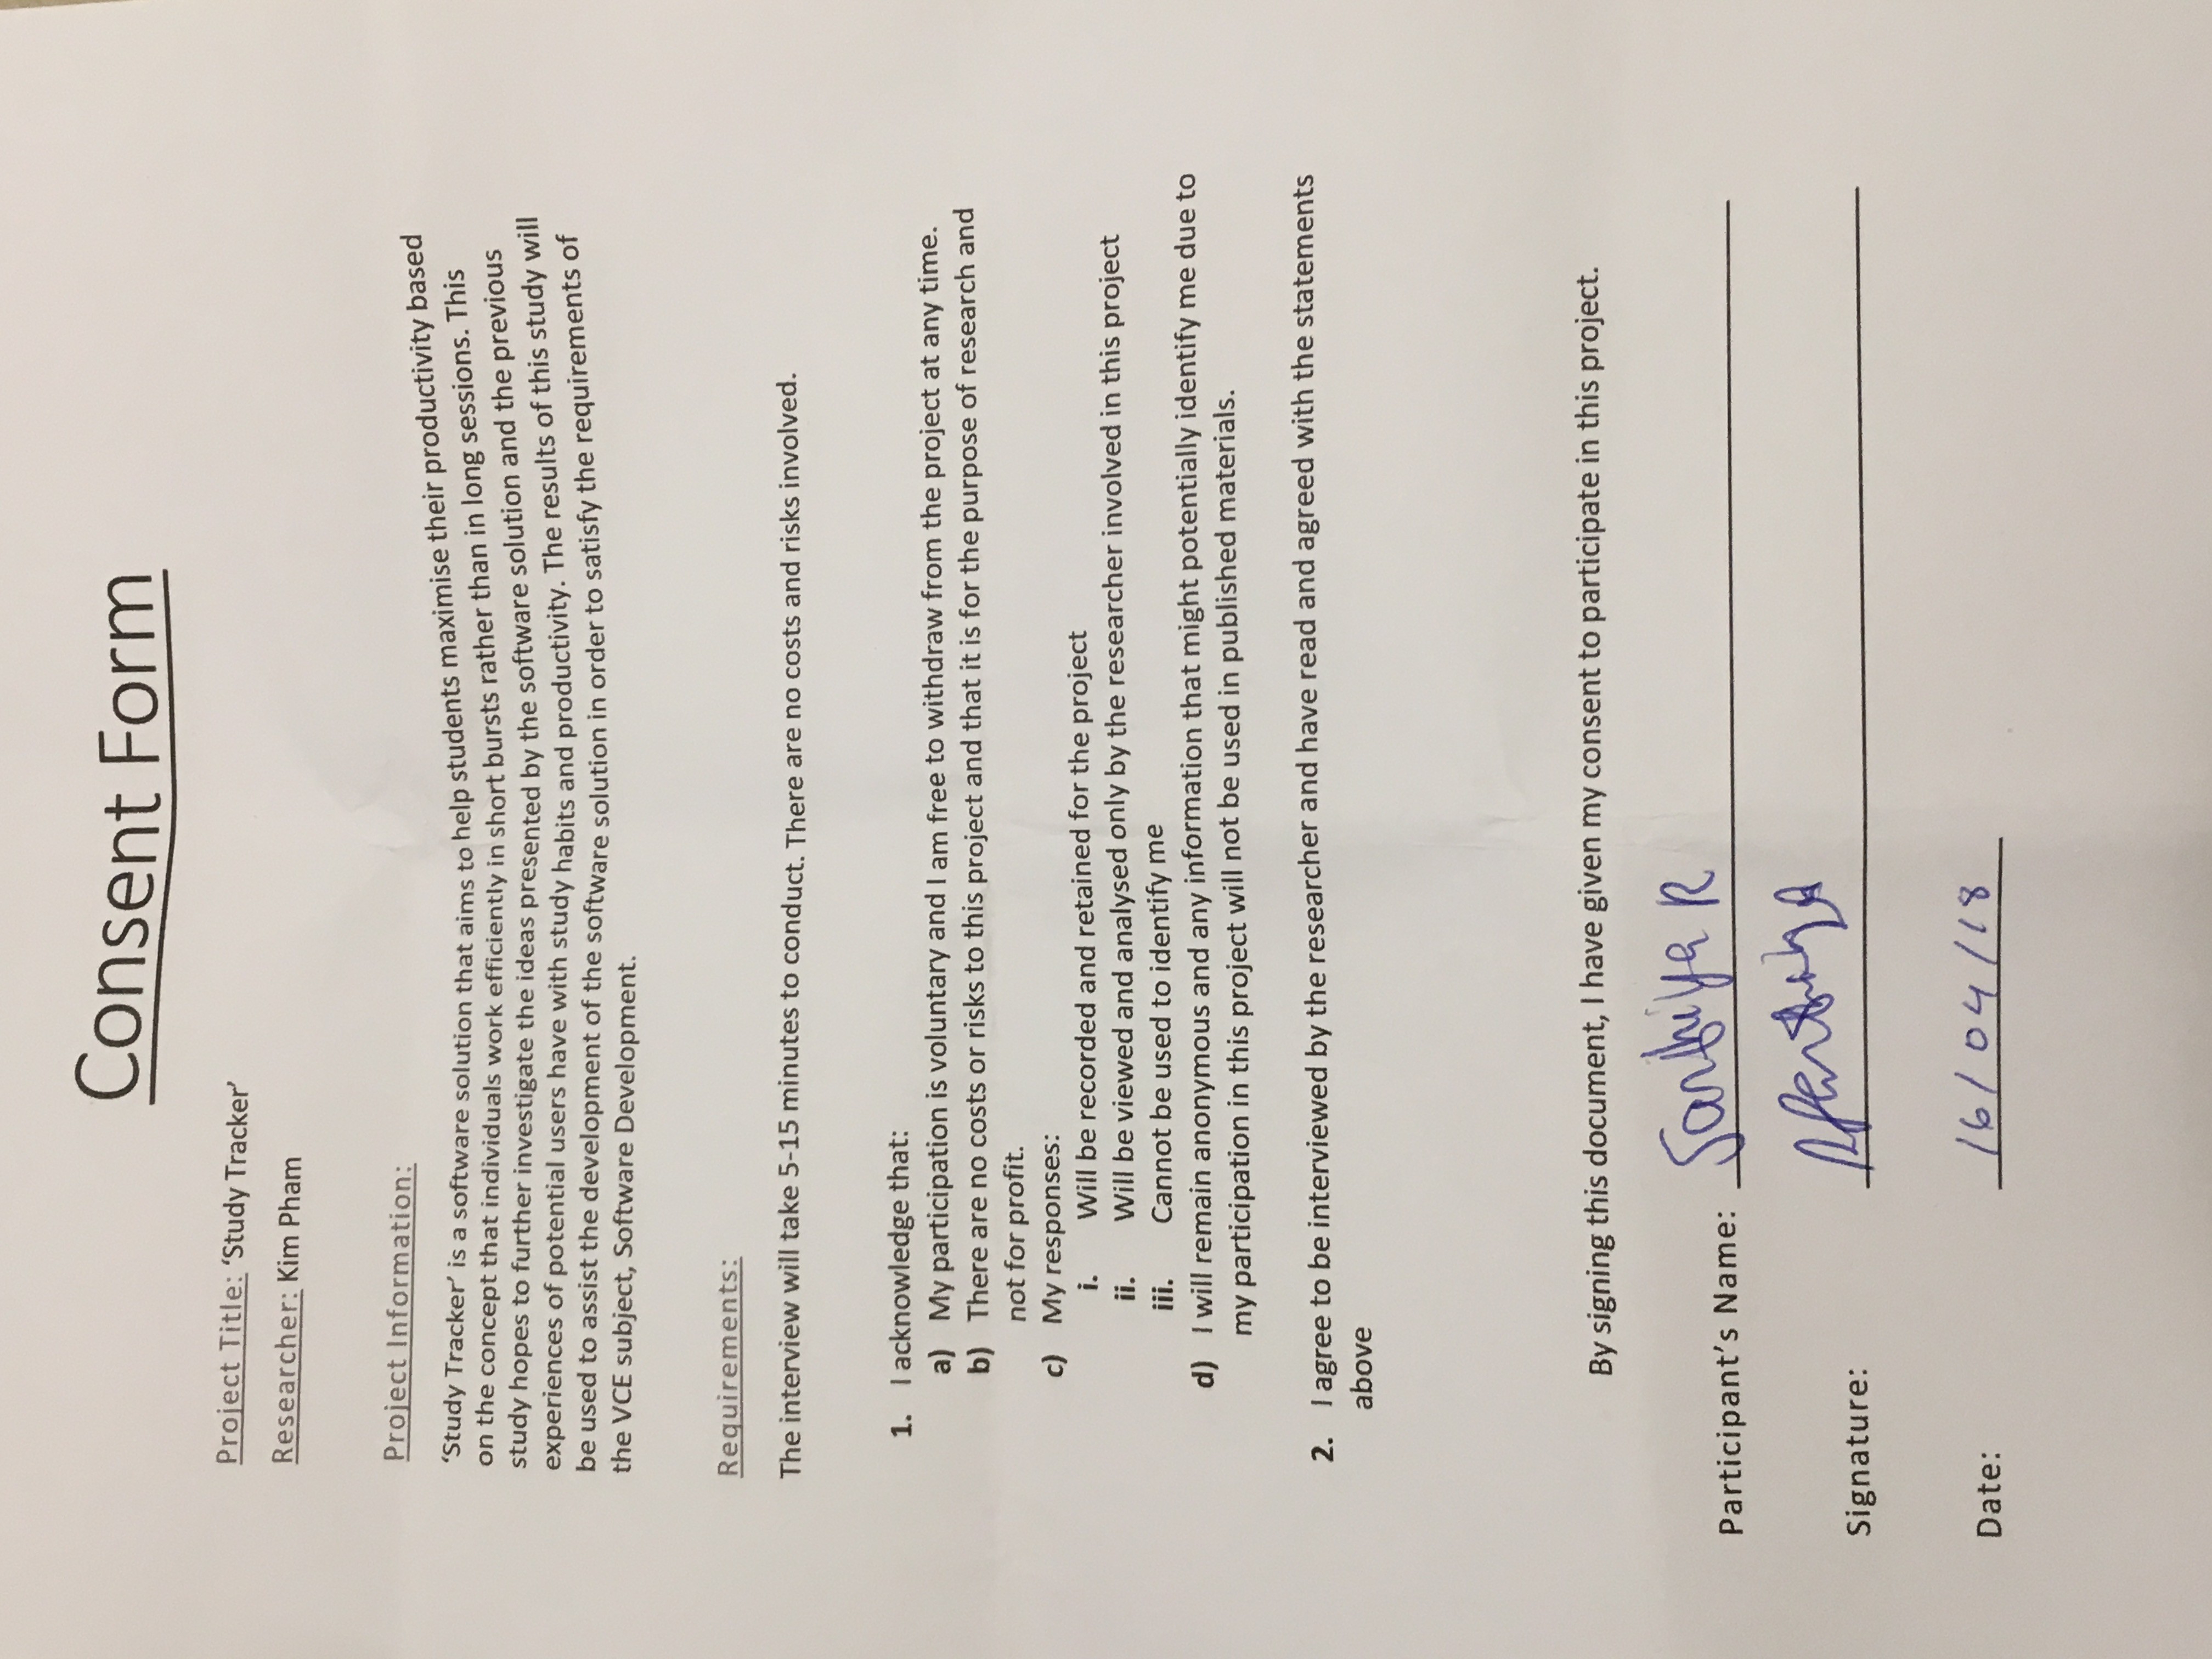 Consent Form
Project Title: ‘Study Tracker’
Researcher: Kim Pham
Project Information:
‘Study Tracker’ is a software solution that aims to help students maximise their productivity based
on the concept that individuals work efficiently in short bursts rather than in long sessions. This
study hopes to further investigate the ideas presented by the software solution and the previous
experiences of potential users have with study habits and productivity. The results of this study will
be used to assist the development of the software solution in order to satisfy the requirements of
the VCE subject, Software Development.
Requirements:
The interview will take 5-15 minutes to conduct. There are no costs and risks involved.
1. I acknowledge that:
a) My participation is voluntary and I am free to withdraw from the project at any time.
b) There are no costs or risks to this project and that it is for the purpose of research and
not for profit.
c) My responses:
i. Will be recorded and retained for the project
ii. Will be viewed and analysed only by the researcher involved in this project
iii. Cannot be used to identify me
d) I will remain anonymous and any information that might potentially identify me due to
my participation in this project will not be used in published materials.
2. I agree to be interviewed by the researcher and have read and agreed with the statements
above
By signing this document, I have given my consent to participate in this project.
Participant’s Name: Santhiya R
Signature:
Date: 16/04/18